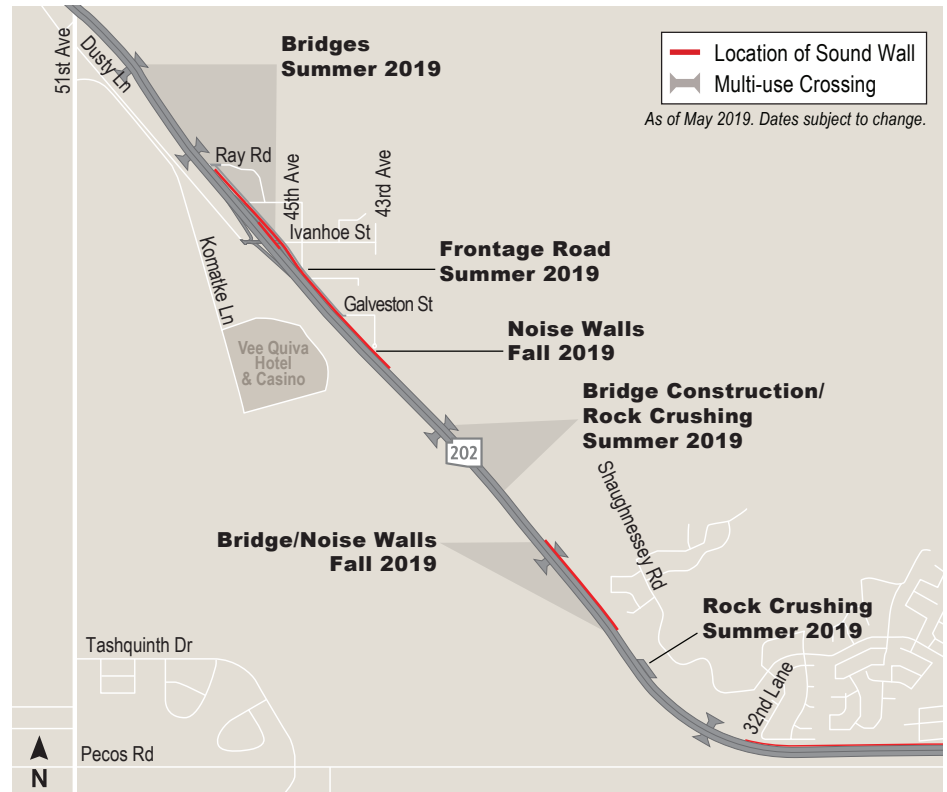 51st Ave
Dusty Ln
Bridges
Summer 2019
Location of Sound Wall
Multi-use Crossing
As of May 2019. Dates subject to change.
Ray Rd
45th Ave
43rd Ave
Ivanhoe St
Komatke Ln
Frontage Road
Summer 2019
Galveston St
Noise Walls
Fall 2019
Vee Quiva
Hotel
& Casino
Bridge Construction/
Rock Crushing
Summer 2019
202
Shaughnessey Rd
Bridge/Noise Walls
Fall 2019
Rock Crushing
Summer 2019
Tashquinth Dr
32nd Lane
Pecos Rd
N